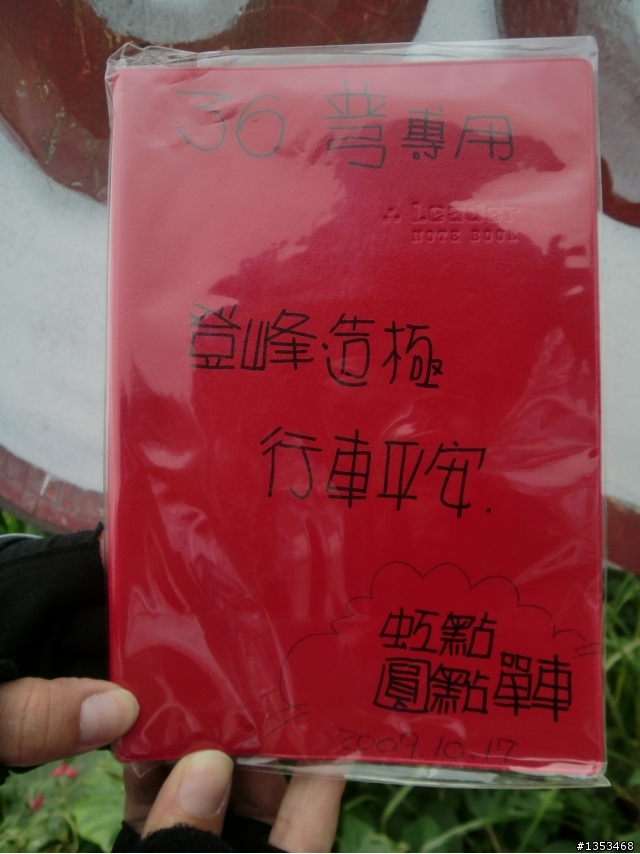 36 彎專用
Leader
NOTE BOOK
登峰造極
行車平安.
虹點
圓點單車
2009.10.17
#1353468